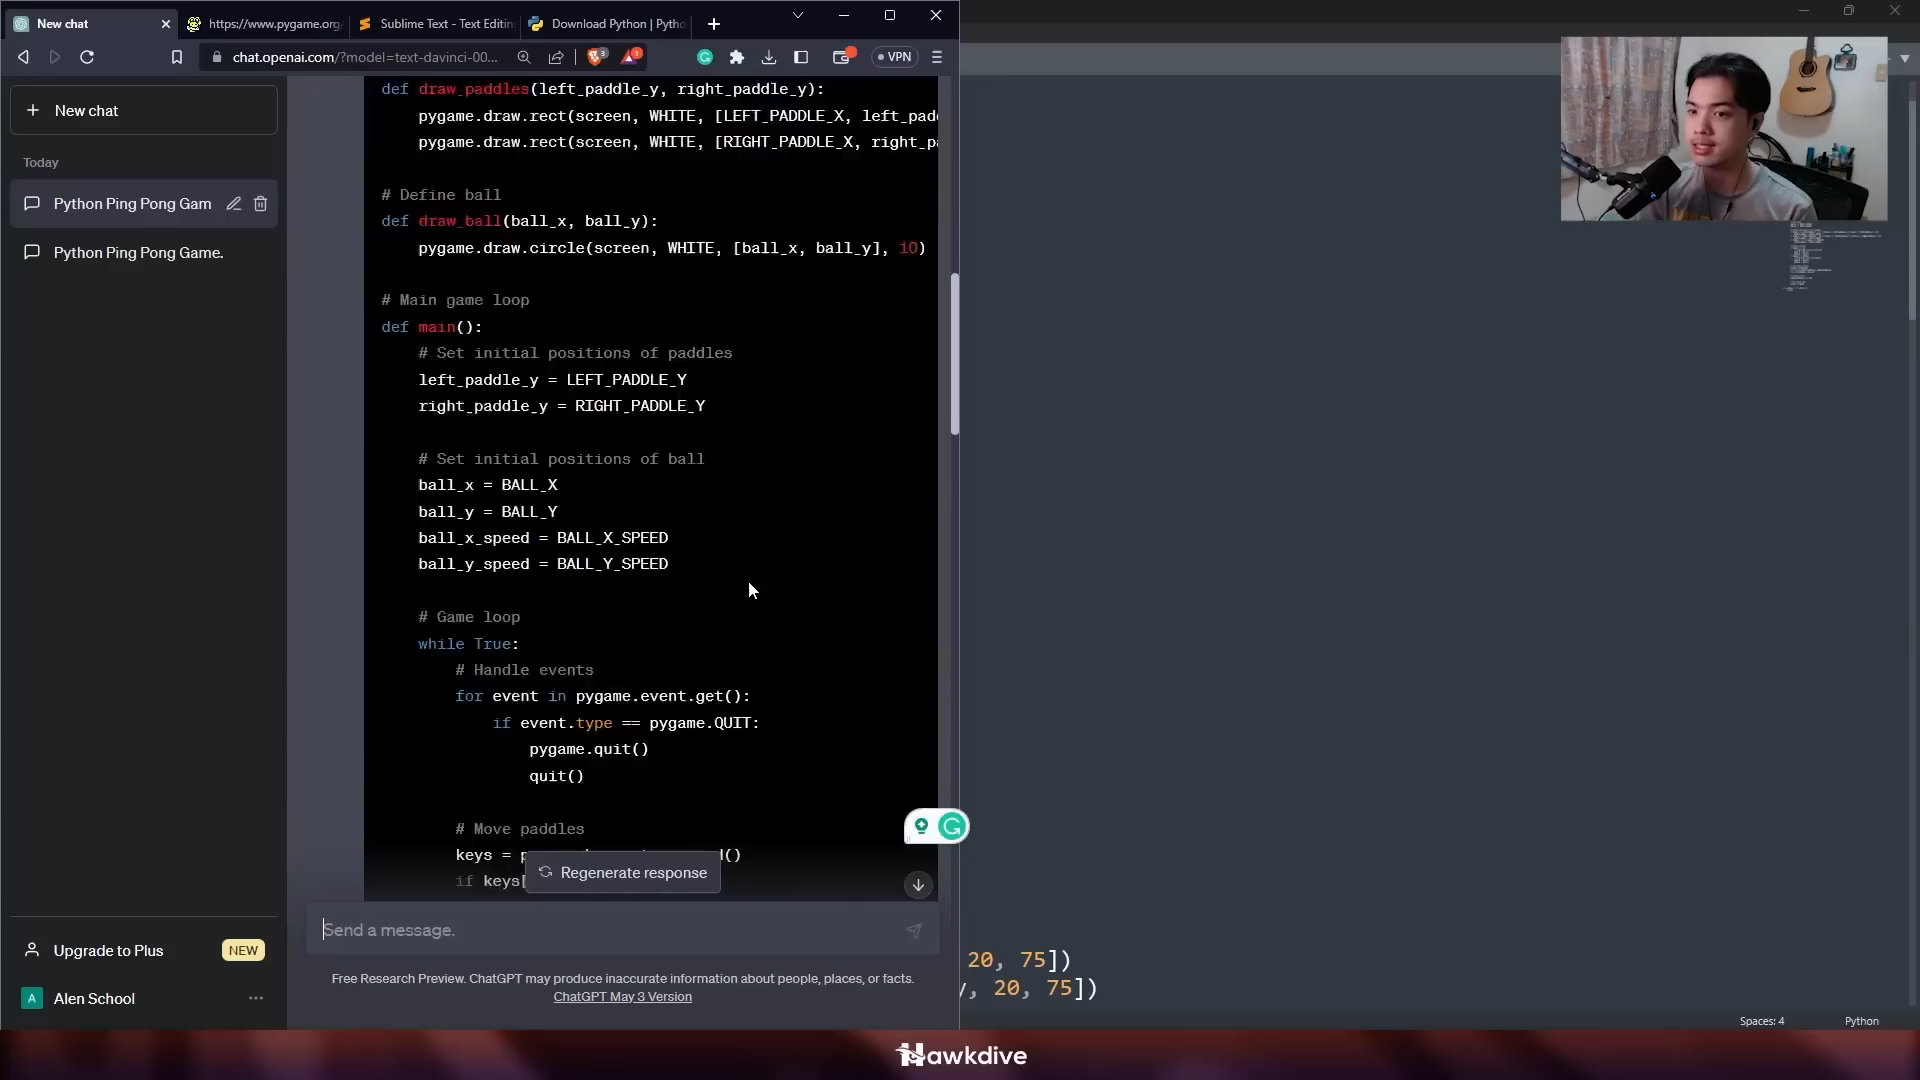 New chat
https://www.pygame.org/
Sublime Text - Text Editin
Download Python | Pytho
chat.openai.com/?model=text-davinci-00...
3
1
VPN
New chat
Today
Python Ping Pong Gam
Python Ping Pong Game.
def draw_paddles(left_paddle_y, right_paddle_y):
pygame.draw.rect(screen, WHITE, [LEFT_PADDLE_X, left_pad
pygame.draw.rect(screen, WHITE, [RIGHT_PADDLE_X, right_p
# Define ball
def draw_ball(ball_x, ball_y):
pygame.draw.circle(screen, WHITE, [ball_x, ball_y], 10)
# Main game loop
def main():
# Set initial positions of paddles
left_paddle_y = LEFT_PADDLE_Y
right_paddle_y = RIGHT_PADDLE_Y
# Set initial positions of ball
ball_x = BALL_X
ball_y = BALL_Y
ball_x_speed = BALL_X_SPEED
ball_y_speed = BALL_Y_SPEED
# Game loop
while True:
# Handle events
for event in pygame.event.get():
if event.type == pygame.QUIT:
pygame.quit()
quit()
# Move paddles
keys = p d()
if keys[
Regenerate response
Send a message.
Free Research Preview. ChatGPT may produce inaccurate information about people, places, or facts.
ChatGPT May 3 Version
Upgrade to Plus
NEW
A
Alen School
20, 75])
y, 20, 75])
Spaces: 4
Python
Hawkdive